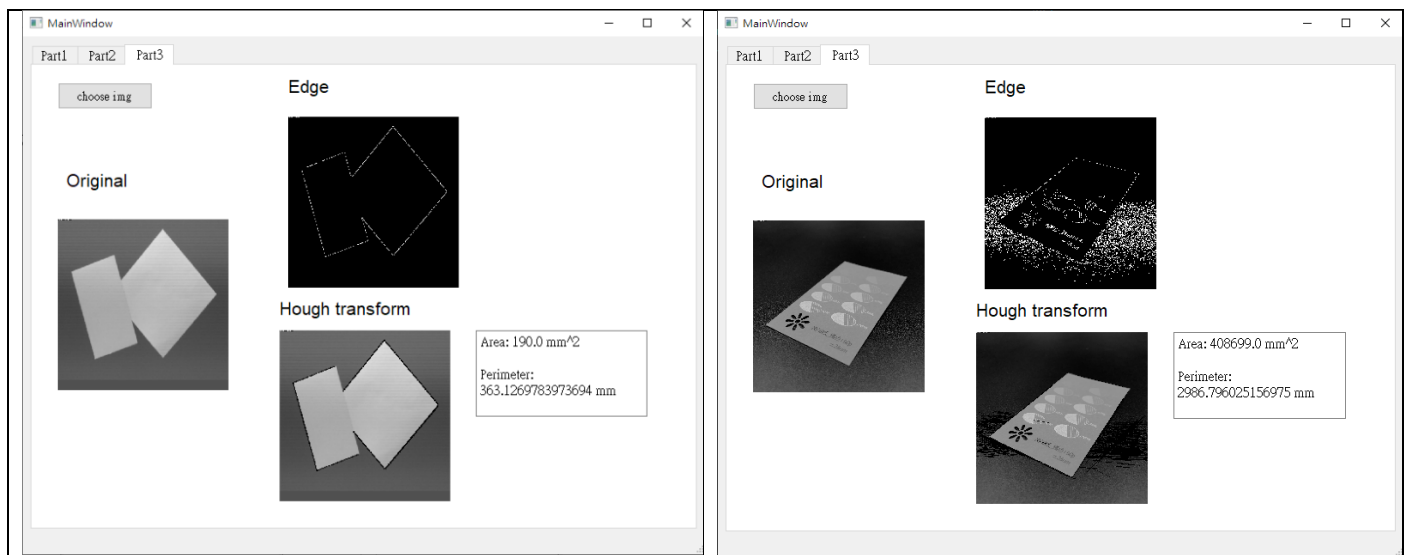 MainWindow
Part1 Part2 Part3
choose img
Edge
Original
Hough transform
Area: 190.0 mm^2
Perimeter:
363.1269783973694 mm
MainWindow
Part1 Part2 Part3
choose img
Edge
Original
Hough transform
Area: 408699.0 mm^2
Perimeter:
2986.796025156975 mm